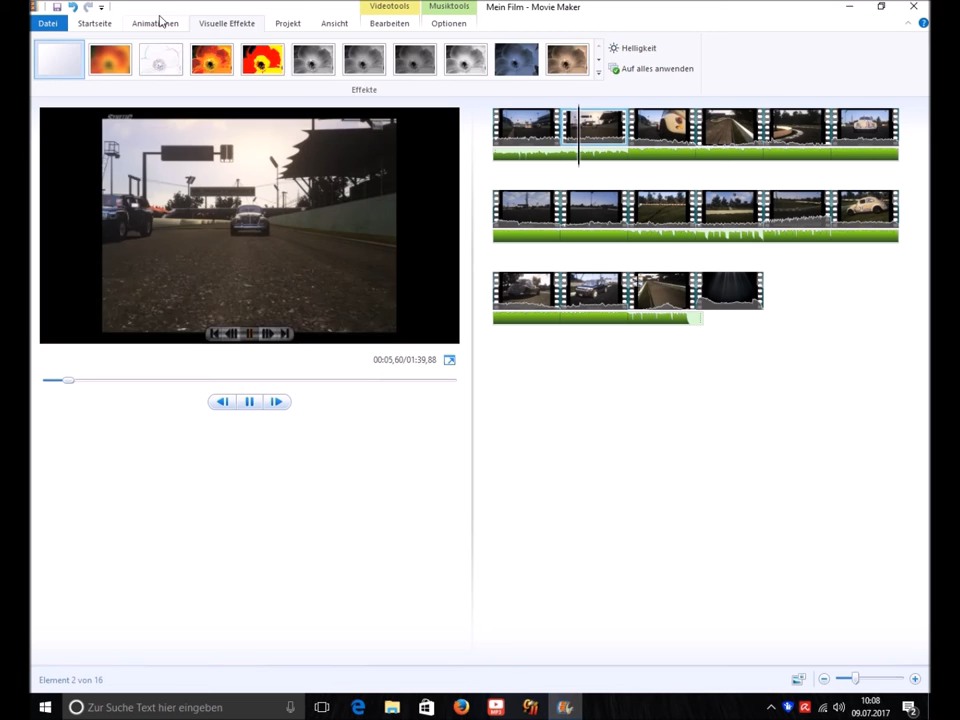 Videotools
Musiktools
Mein Film - Movie Maker
Datei
Startseite
Animationen
Visuelle Effekte
Projekt
Ansicht
Bearbeiten
Optionen
Helligkeit
Auf alles anwenden
Effekte
00:05,60/01:39,88
Element 2 von 16
Zur Suche Text hier eingeben
MP3
10:08
09.07.2017
2